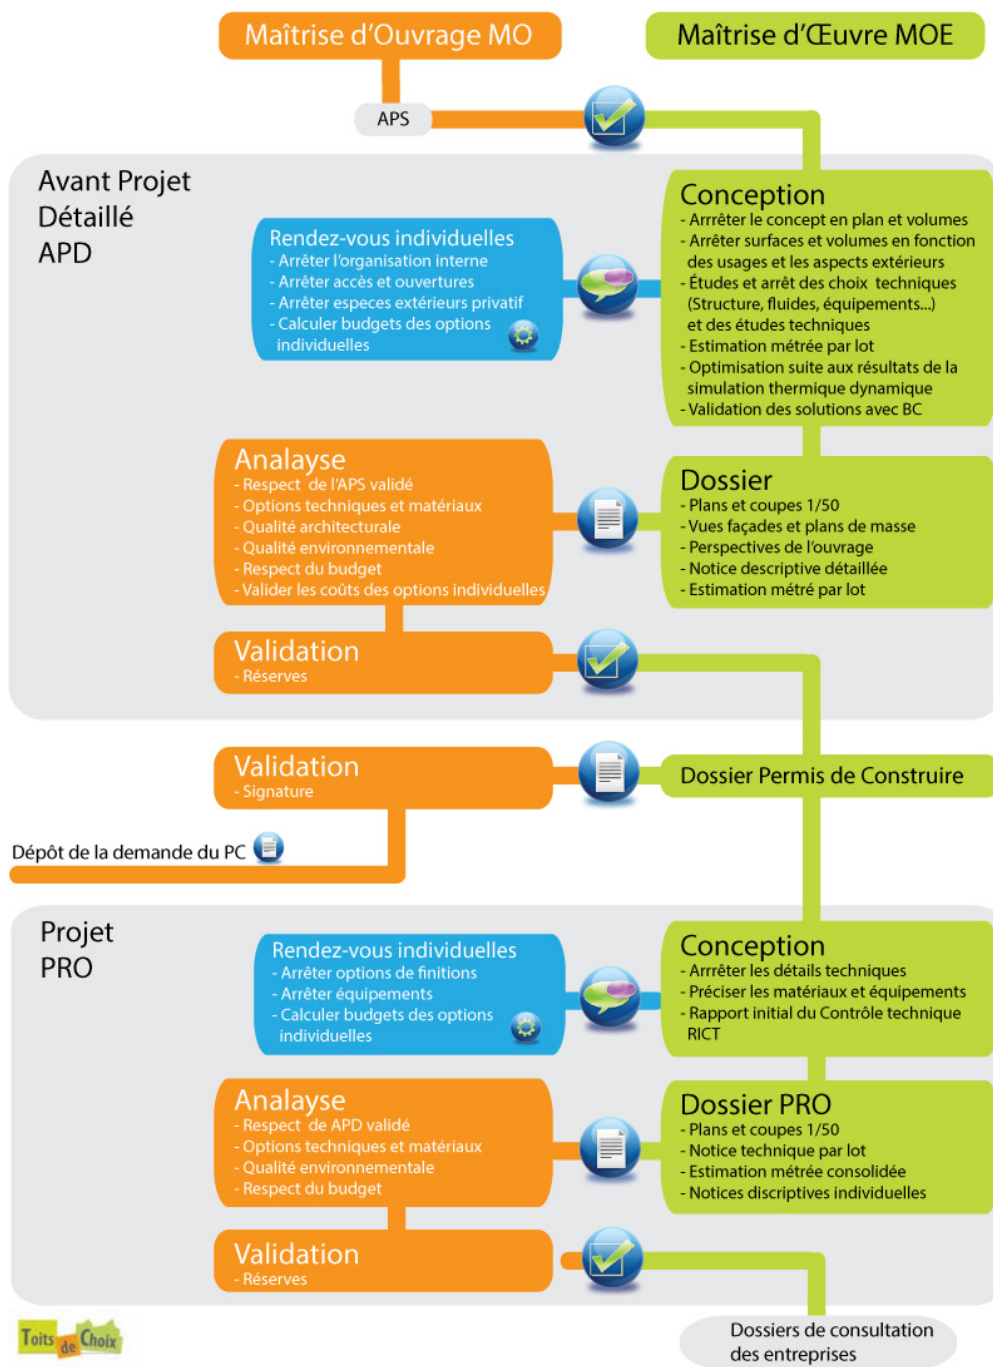 Maîtrise d'Ouvrage MO
Maîtrise d'Œuvre MOE
APS
Avant Projet
Détaillé
APD
Conception
- Arrrêter le concept en plan et volumes
- Arrêter surfaces et volumes en fonction
des usages et les aspects extérieurs
- Études et arrêt des choix techniques
(Structure, fluides, équipements...)
et des études techniques
- Estimation métrée par lot
- Optimisation suite aux résultats de la
simulation thermique dynamique
- Validation des solutions avec BC
Rendez-vous individuelles
- Arrêter l'organisation interne
- Arrêter accès et ouvertures
- Arrêter especes extérieurs privatif
- Calculer budgets des options
individuelles
Analayse
- Respect de l'APS validé
- Options techniques et matériaux
- Qualité architecturale
- Qualité environnementale
- Respect du budget
- Valider les coûts des options individuelles
Dossier
- Plans et coupes 1/50
- Vues façades et plans de masse
- Perspectives de l'ouvrage
- Notice descriptive détaillée
- Estimation métré par lot
Validation
- Réserves
Validation
- Signature
Dossier Permis de Construire
Dépôt de la demande du PC
Projet
PRO
Rendez-vous individuelles
- Arrêter options de finitions
- Arrêter équipements
- Calculer budgets des options
individuelles
Conception
- Arrrêter les détails techniques
- Préciser les matériaux et équipements
- Rapport initial du Contrôle technique
RICT
Analayse
- Respect de APD validé
- Options techniques et matériaux
- Qualité environnementale
- Respect du budget
Dossier PRO
- Plans et coupes 1/50
- Notice technique par lot
- Estimation métrée consolidée
- Notices discriptives individuelles
Validation
- Réserves
Dossiers de consultation
des entreprises
Toits de Choix